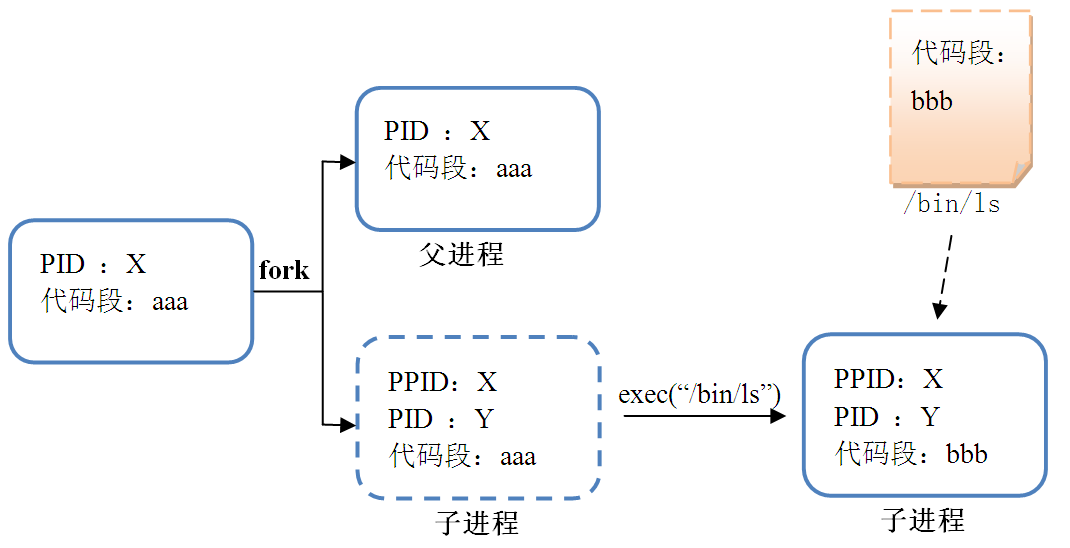 PID ：X
代码段：aaa
fork
PID ：X
代码段：aaa
父进程
PPID：X
PID ：Y
代码段：aaa
子进程
exec(“/bin/ls”)
代码段：
bbb
/bin/ls
PPID：X
PID ：Y
代码段：bbb
子进程